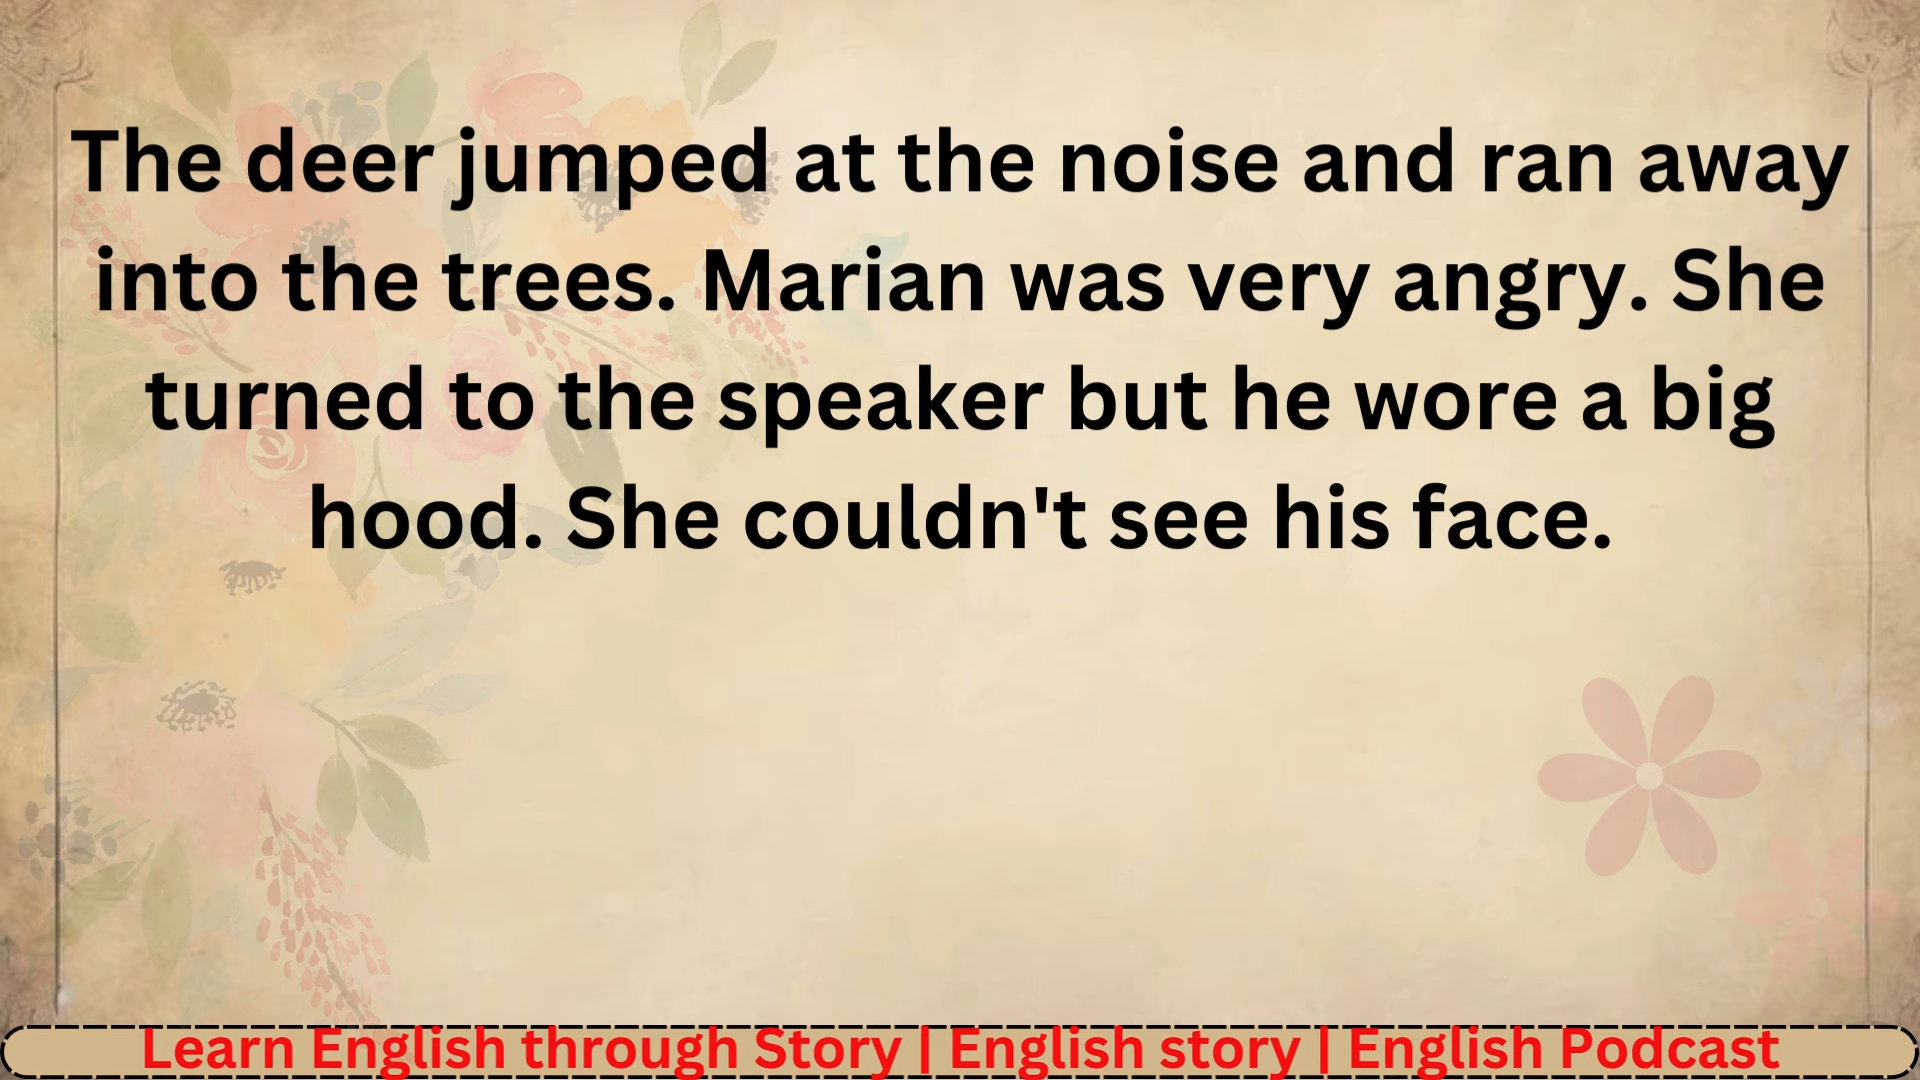 The deer jumped at the noise and ran away
into the trees. Marian was very angry. She
turned to the speaker but he wore a big
hood. She couldn't see his face.
Learn English through Story | English story | English Podcast